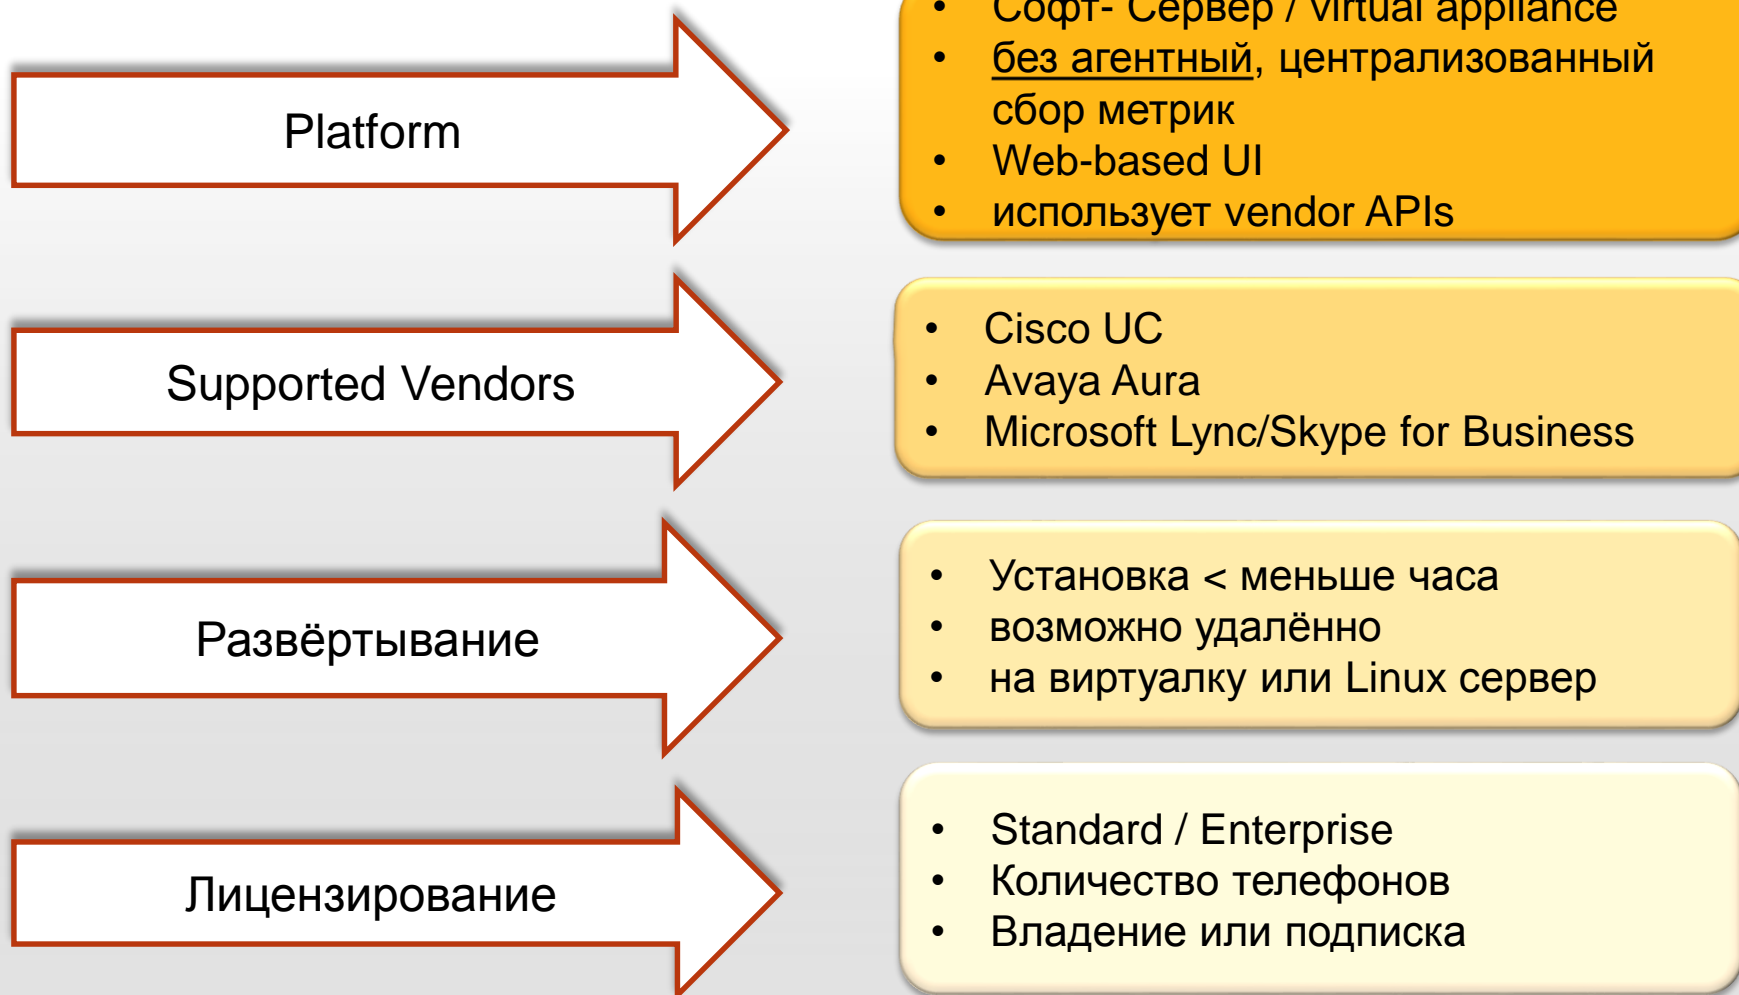 Platform
• Софт- Сервер / virtual appliance
• без агентный, централизованный
сбор метрик
• Web-based UI
• использует vendor APIs
Supported Vendors
• Cisco UC
• Avaya Aura
• Microsoft Lync/Skype for Business
Развёртывание
• Установка < меньше часа
• возможно удалённо
• на виртуалку или Linux сервер
Лицензирование
• Standard / Enterprise
• Количество телефонов
• Владение или подписка